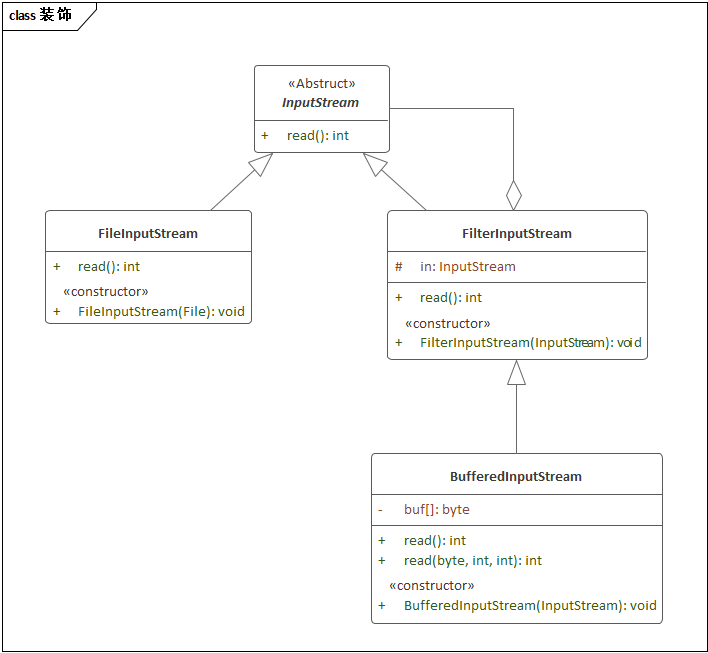 class 装饰
«Abstruct»
InputStream
+ read(): int
FileInputStream
+ read(): int
«constructor»
+ FileInputStream(File): void
FilterInputStream
# in: InputStream
+ read(): int
«constructor»
+ FilterInputStream(InputStream): void
BufferedInputStream
- buf[]: byte
+ read(): int
+ read(byte, int, int): int
«constructor»
+ BufferedInputStream(InputStream): void